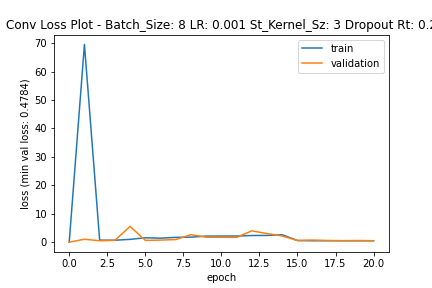 Conv Loss Plot - Batch_Size: 8 LR: 0.001 St_Kernel_Sz: 3 Dropout Rt: 0.2
train
validation
70
60
50
40
30
20
10
0
loss (min val loss: 0.4784)
0.0 2.5 5.0 7.5 10.0 12.5 15.0 17.5 20.0
epoch